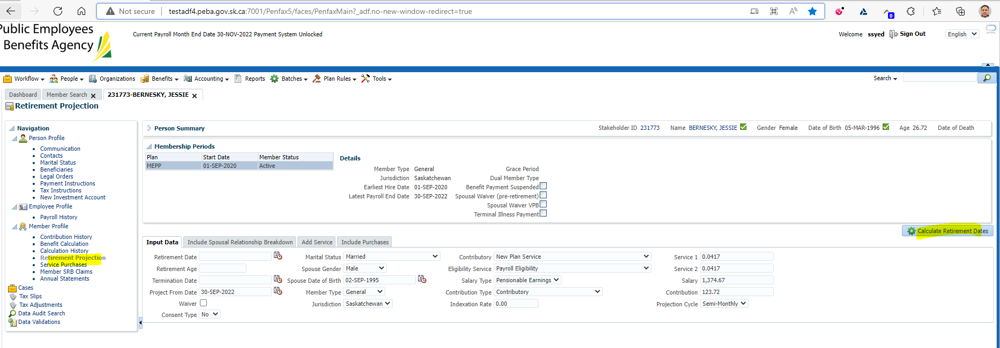 Not secure
testadf4.peba.gov.sk.ca:7001/Penfax5/faces/PenfaxMain?_adf.no-new-window-redirect=true
0
Public Employees
Benefits Agency
Current Payroll Month End Date 30-NOV-2022 Payment System Unlocked
Welcome ssyed Sign Out English
Workflow People Organizations Benefits Accounting Reports Batches Plan Rules Tools Search
Dashboard Member Search 231773-BERNESKY, JESSIE
Retirement Projection
Navigation
Person Profile
Communication
Contacts
Marital Status
Beneficiaries
Legal Orders
Payment Instructions
Tax Instructions
New Investment Account
Employee Profile
Payroll History
Member Profile
Contribution History
Benefit Calculation
Calculation History
Retirement Projection
Service Purchases
Member SRB Claims
Annual Statements
Cases
Tax Slips
Tax Adjustments
Data Audit Search
Data Validations
Person Summary Stakeholder ID 231773 Name BERNESKY, JESSIE Gender Female Date of Birth 05-MAR-1996 Age 26.72 Date of Death
Membership Periods
Plan Start Date Member Status
MEPP 01-SEP-2020 Active
Details
Member Type General Grace Period
Jurisdiction Saskatchewan Dual Member Type
Earliest Hire Date 01-SEP-2020 Benefit Payment Suspended
Latest Payroll End Date 30-SEP-2022 Spousal Waiver (pre-retirement)
Spousal Waiver VPB
Terminal Illness Payment
Calculate Retirement Dates
Input Data Include Spousal Relationship Breakdown Add Service Include Purchases
Retirement Date Marital Status Married Contributory New Plan Service Service 1 0.0417
Retirement Age Spouse Gender Male Eligibility Service Payroll Eligibility Service 2 0.0417
Termination Date Spouse Date of Birth 02-SEP-1995 Salary Type Pensionable Earnings Salary 1,374.67
Project From Date 30-SEP-2022 Member Type General Contribution Type Contributory Contribution 123.72
Waiver Jurisdiction Saskatchewan Indexation Rate 0.00 Projection Cycle Semi-Monthly
Consent Type No